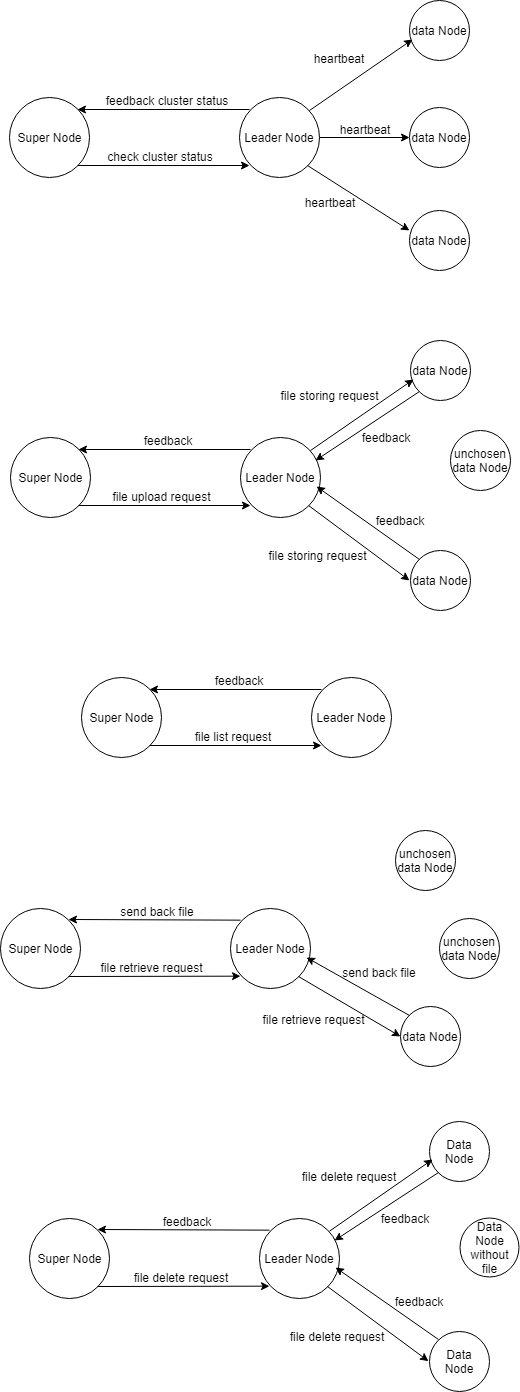 data Node
heartbeat
feedback cluster status
Super Node
Leader Node
heartbeat
data Node
check cluster status
heartbeat
data Node
data Node
file storing request
feedback
feedback
unchosen
data Node
Super Node
Leader Node
file upload request
feedback
file storing request
data Node
feedback
Super Node
Leader Node
file list request
unchosen
data Node
send back file
Super Node
Leader Node
unchosen
data Node
file retrieve request
send back file
file retrieve request
data Node
Data
Node
file delete request
feedback
feedback
Data
Node
without
file
Super Node
Leader Node
file delete request
feedback
file delete request
Data
Node